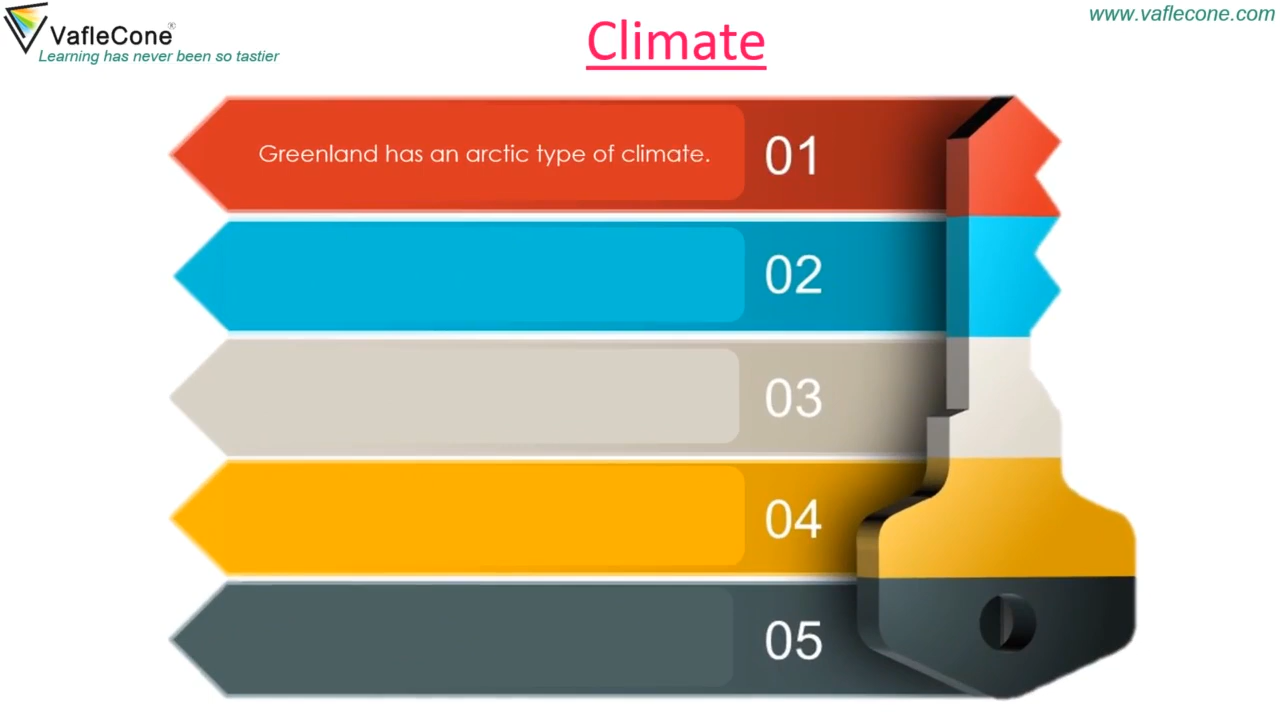 VafleCone®
Learning has never been so tastier
Climate
www.vaflecone.com
Greenland has an arctic type of climate.
01
02
03
04
05